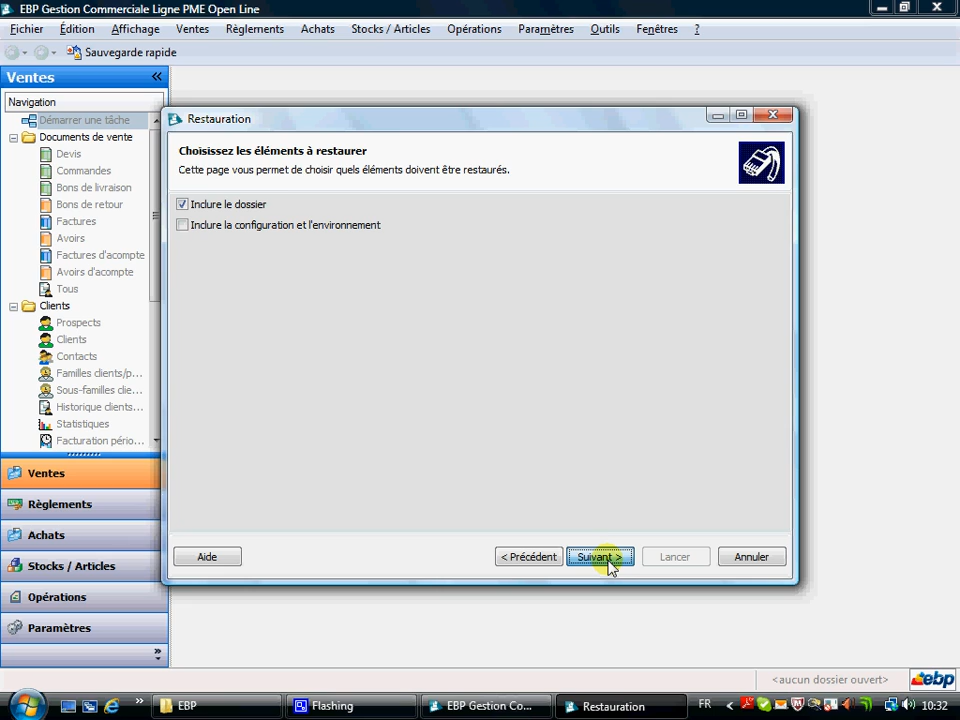 EBP Gestion Commerciale Ligne PME Open Line
Fichier Édition Affichage Ventes Règlements Achats Stocks / Articles Opérations Paramètres Outils Fenêtres ?
Sauvegarde rapide
Ventes
Navigation
Démarrer une tâche
Documents de vente
Devis
Commandes
Bons de livraison
Bons de retour
Factures
Avoirs
Factures d'acompte
Avoirs d'acompte
Tous
Clients
Prospects
Clients
Contacts
Familles clients/p...
Sous-familles clie...
Historique clients...
Statistiques
Facturation pério...
Ventes
Règlements
Achats
Stocks / Articles
Opérations
Paramètres
Restauration
Choisissez les éléments à restaurer
Cette page vous permet de choisir quels éléments doivent être restaurés.
Inclure le dossier
Inclure la configuration et l'environnement
Aide
< Précédent
Suivant >
Lancer
Annuler
<aucun dossier ouvert>
ebp
EBP
Flashing
EBP Gestion Co...
Restauration
FR
10:32